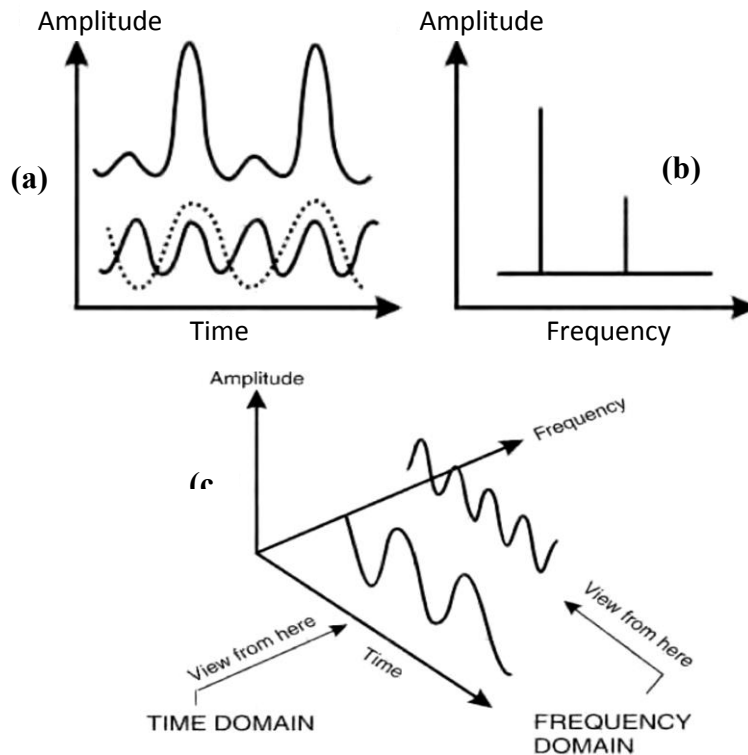 Amplitude
Amplitude
(a)
(b)
Time
Frequency
Amplitude
Frequency
(c
View from here
Time
View from here
TIME DOMAIN
FREQUENCY
DOMAIN